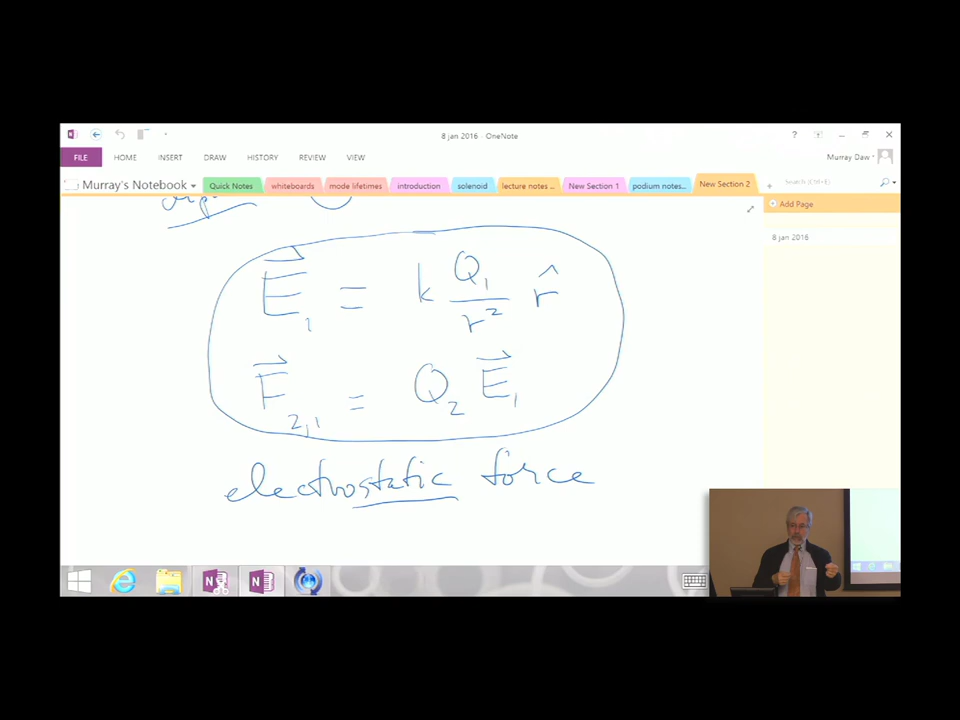 8 jan 2016 - OneNote
FILE HOME INSERT DRAW HISTORY REVIEW VIEW
Murray Daw
Murray's Notebook Quick Notes whiteboards mode lifetimes introduction solenoid lecture notes ... New Section 1 podium notes... New Section 2 Search (Ctrl+E)
Add Page
8 jan 2016
E⃗₁ = k Q₁/r² r̂
F⃗₂,₁ = Q₂ E⃗₁
electrostatic force